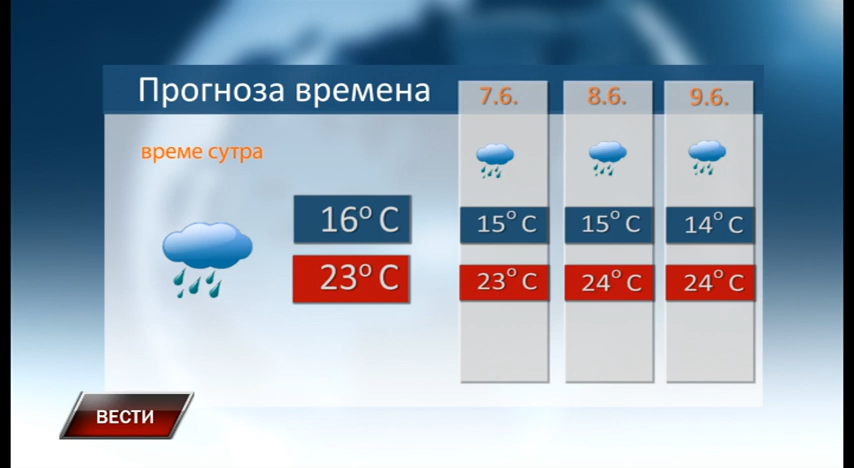 Прогноза времена
време сутра
16° C
23° C
7.6.
15° C
23° C
8.6.
15° C
24° C
9.6.
14° C
24° C
ВЕСТИ